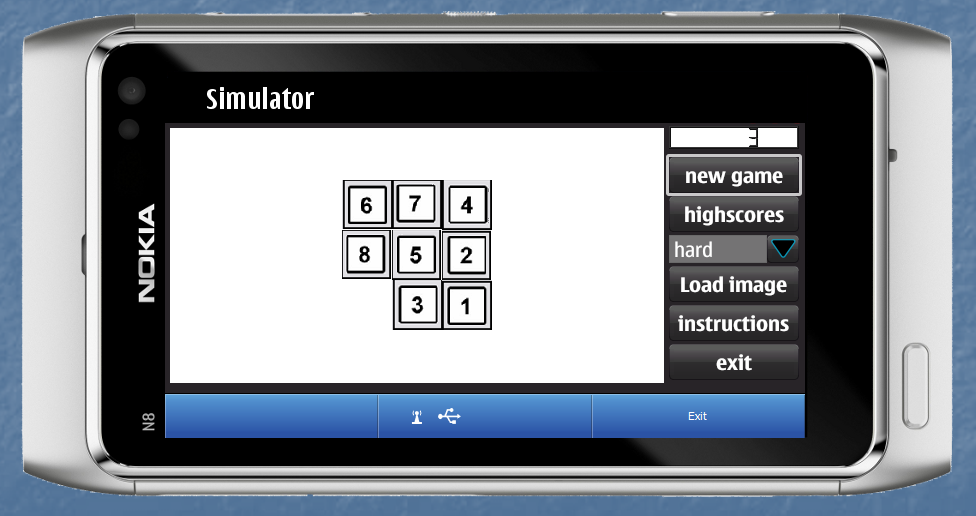 Simulator
6 7 4
8 5 2
3 1
new game
highscores
hard
Load image
instructions
exit
Exit
NOKIA
N8